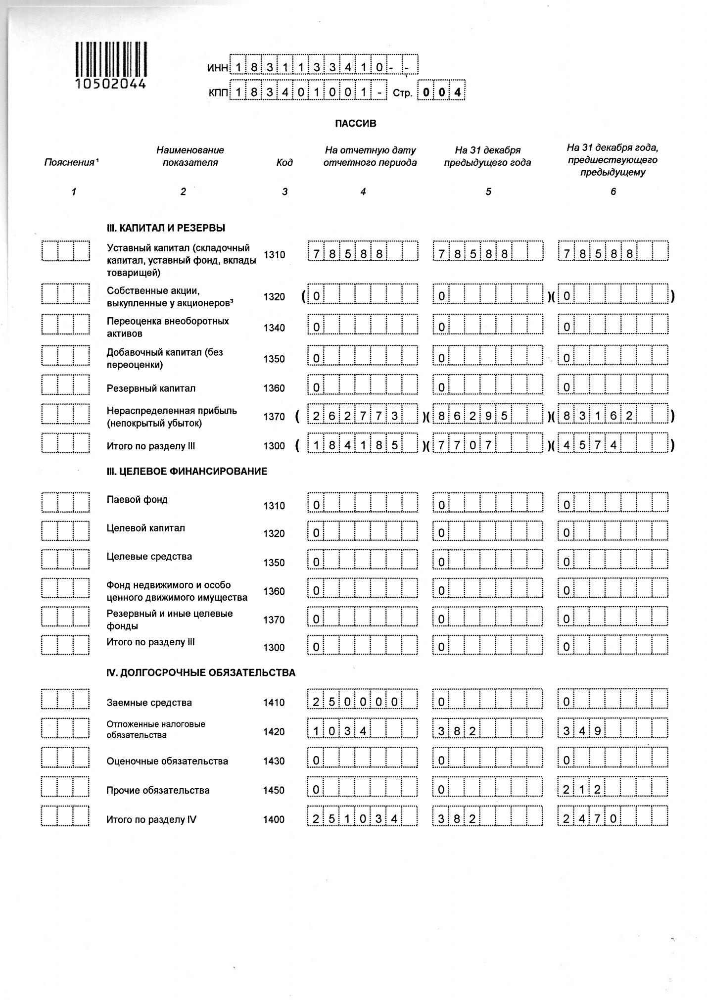 10502044
ИНН 1831133410--
КПП 183401001- Стр. 004
ПАССИВ
Пояснения¹ Наименование показателя Код На отчетную дату отчетного периода На 31 декабря предыдущего года На 31 декабря года, предшествующего предыдущему
1 2 3 4 5 6
III. КАПИТАЛ И РЕЗЕРВЫ
Уставный капитал (складочный капитал, уставный фонд, вклады товарищей) 1310 78588 78588 78588
Собственные акции, выкупленные у акционеров³ 1320 ( 0 0 )( 0 )
Переоценка внеоборотных активов 1340 0 0 0
Добавочный капитал (без переоценки) 1350 0 0 0
Резервный капитал 1360 0 0 0
Нераспределенная прибыль (непокрытый убыток) 1370 ( 262773 )( 86295 )( 83162 )
Итого по разделу III 1300 ( 184185 )( 7707 )( 4574 )
III. ЦЕЛЕВОЕ ФИНАНСИРОВАНИЕ
Паевой фонд 1310 0 0 0
Целевой капитал 1320 0 0 0
Целевые средства 1350 0 0 0
Фонд недвижимого и особо ценного движимого имущества 1360 0 0 0
Резервный и иные целевые фонды 1370 0 0 0
Итого по разделу III 1300 0 0 0
IV. ДОЛГОСРОЧНЫЕ ОБЯЗАТЕЛЬСТВА
Заемные средства 1410 250000 0 0
Отложенные налоговые обязательства 1420 1034 382 349
Оценочные обязательства 1430 0 0 0
Прочие обязательства 1450 0 0 212
Итого по разделу IV 1400 251034 382 2470